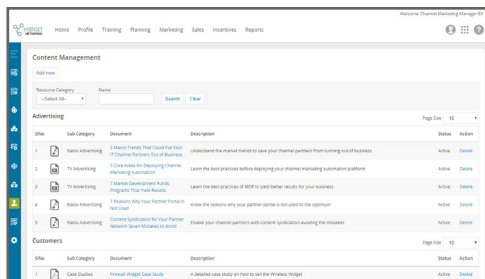 Welcome Channel Marketing Manager EX
WIDGET
NETWORKS
Home Profile Training Planning Marketing Sales Incentives Reports
Content Management
Add new
Resource Category Name
--Select All-- Search Clear
Advertising Page Size 10
S/No Sub Category Document Description Status Action
1 Radio Advertising 3 Macro Trends That Could Put Your IT Channel Partners Out of Business Understand the market trends to save your channel partners from running out of business Active Delete
2 TV Advertising 5 Core Areas for Deploying Channel Marketing Automation Learn the best practices before deploying your channel marketing automation platform Active Delete
3 TV Advertising 7 Market Development Funds Programs That Yield Results Learn the best practices of MDF to yield better results for your business Active Delete
4 Radio Advertising 7 Reasons Why Your Partner Portal Is Not Used Know the reasons why your partner portal is not used to the optimum Active Delete
5 Radio Advertising Content Syndication for Your Partner Network Seven Mistakes to Avoid Enable your channel partners with content syndication avoiding the mistakes Active Delete
Customers Page Size 10
S/No Sub Category Document Description Status Action
1 Case Studies Firewall Widget Case Study A detailed case study on how to sell the Wireless Widget Active Delete